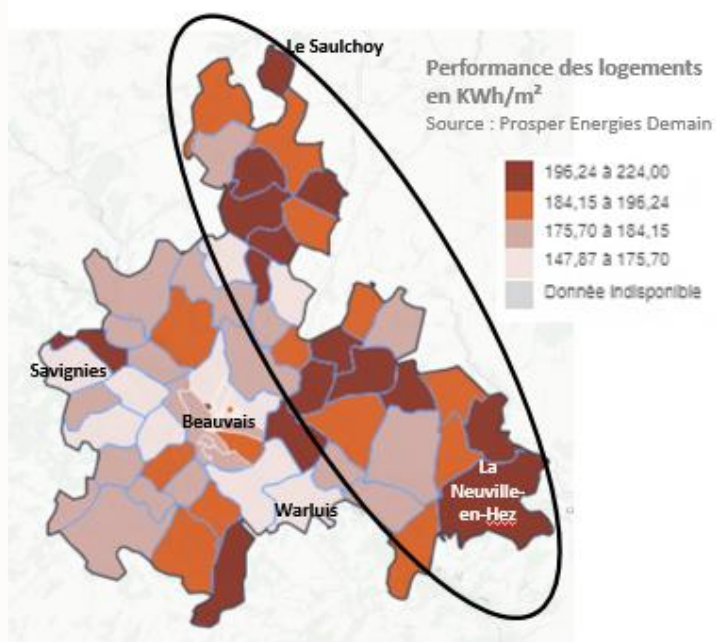 Le Saulchoy
Performance des logements
en KWh/m²
Source : Prosper Energies Demain
196,24 à 224,00
184,15 à 196,24
175,70 à 184,15
147,87 à 175,70
Donnée indisponible
Savignies
Beauvais
La
Neuville-
en-Hez
Warluis